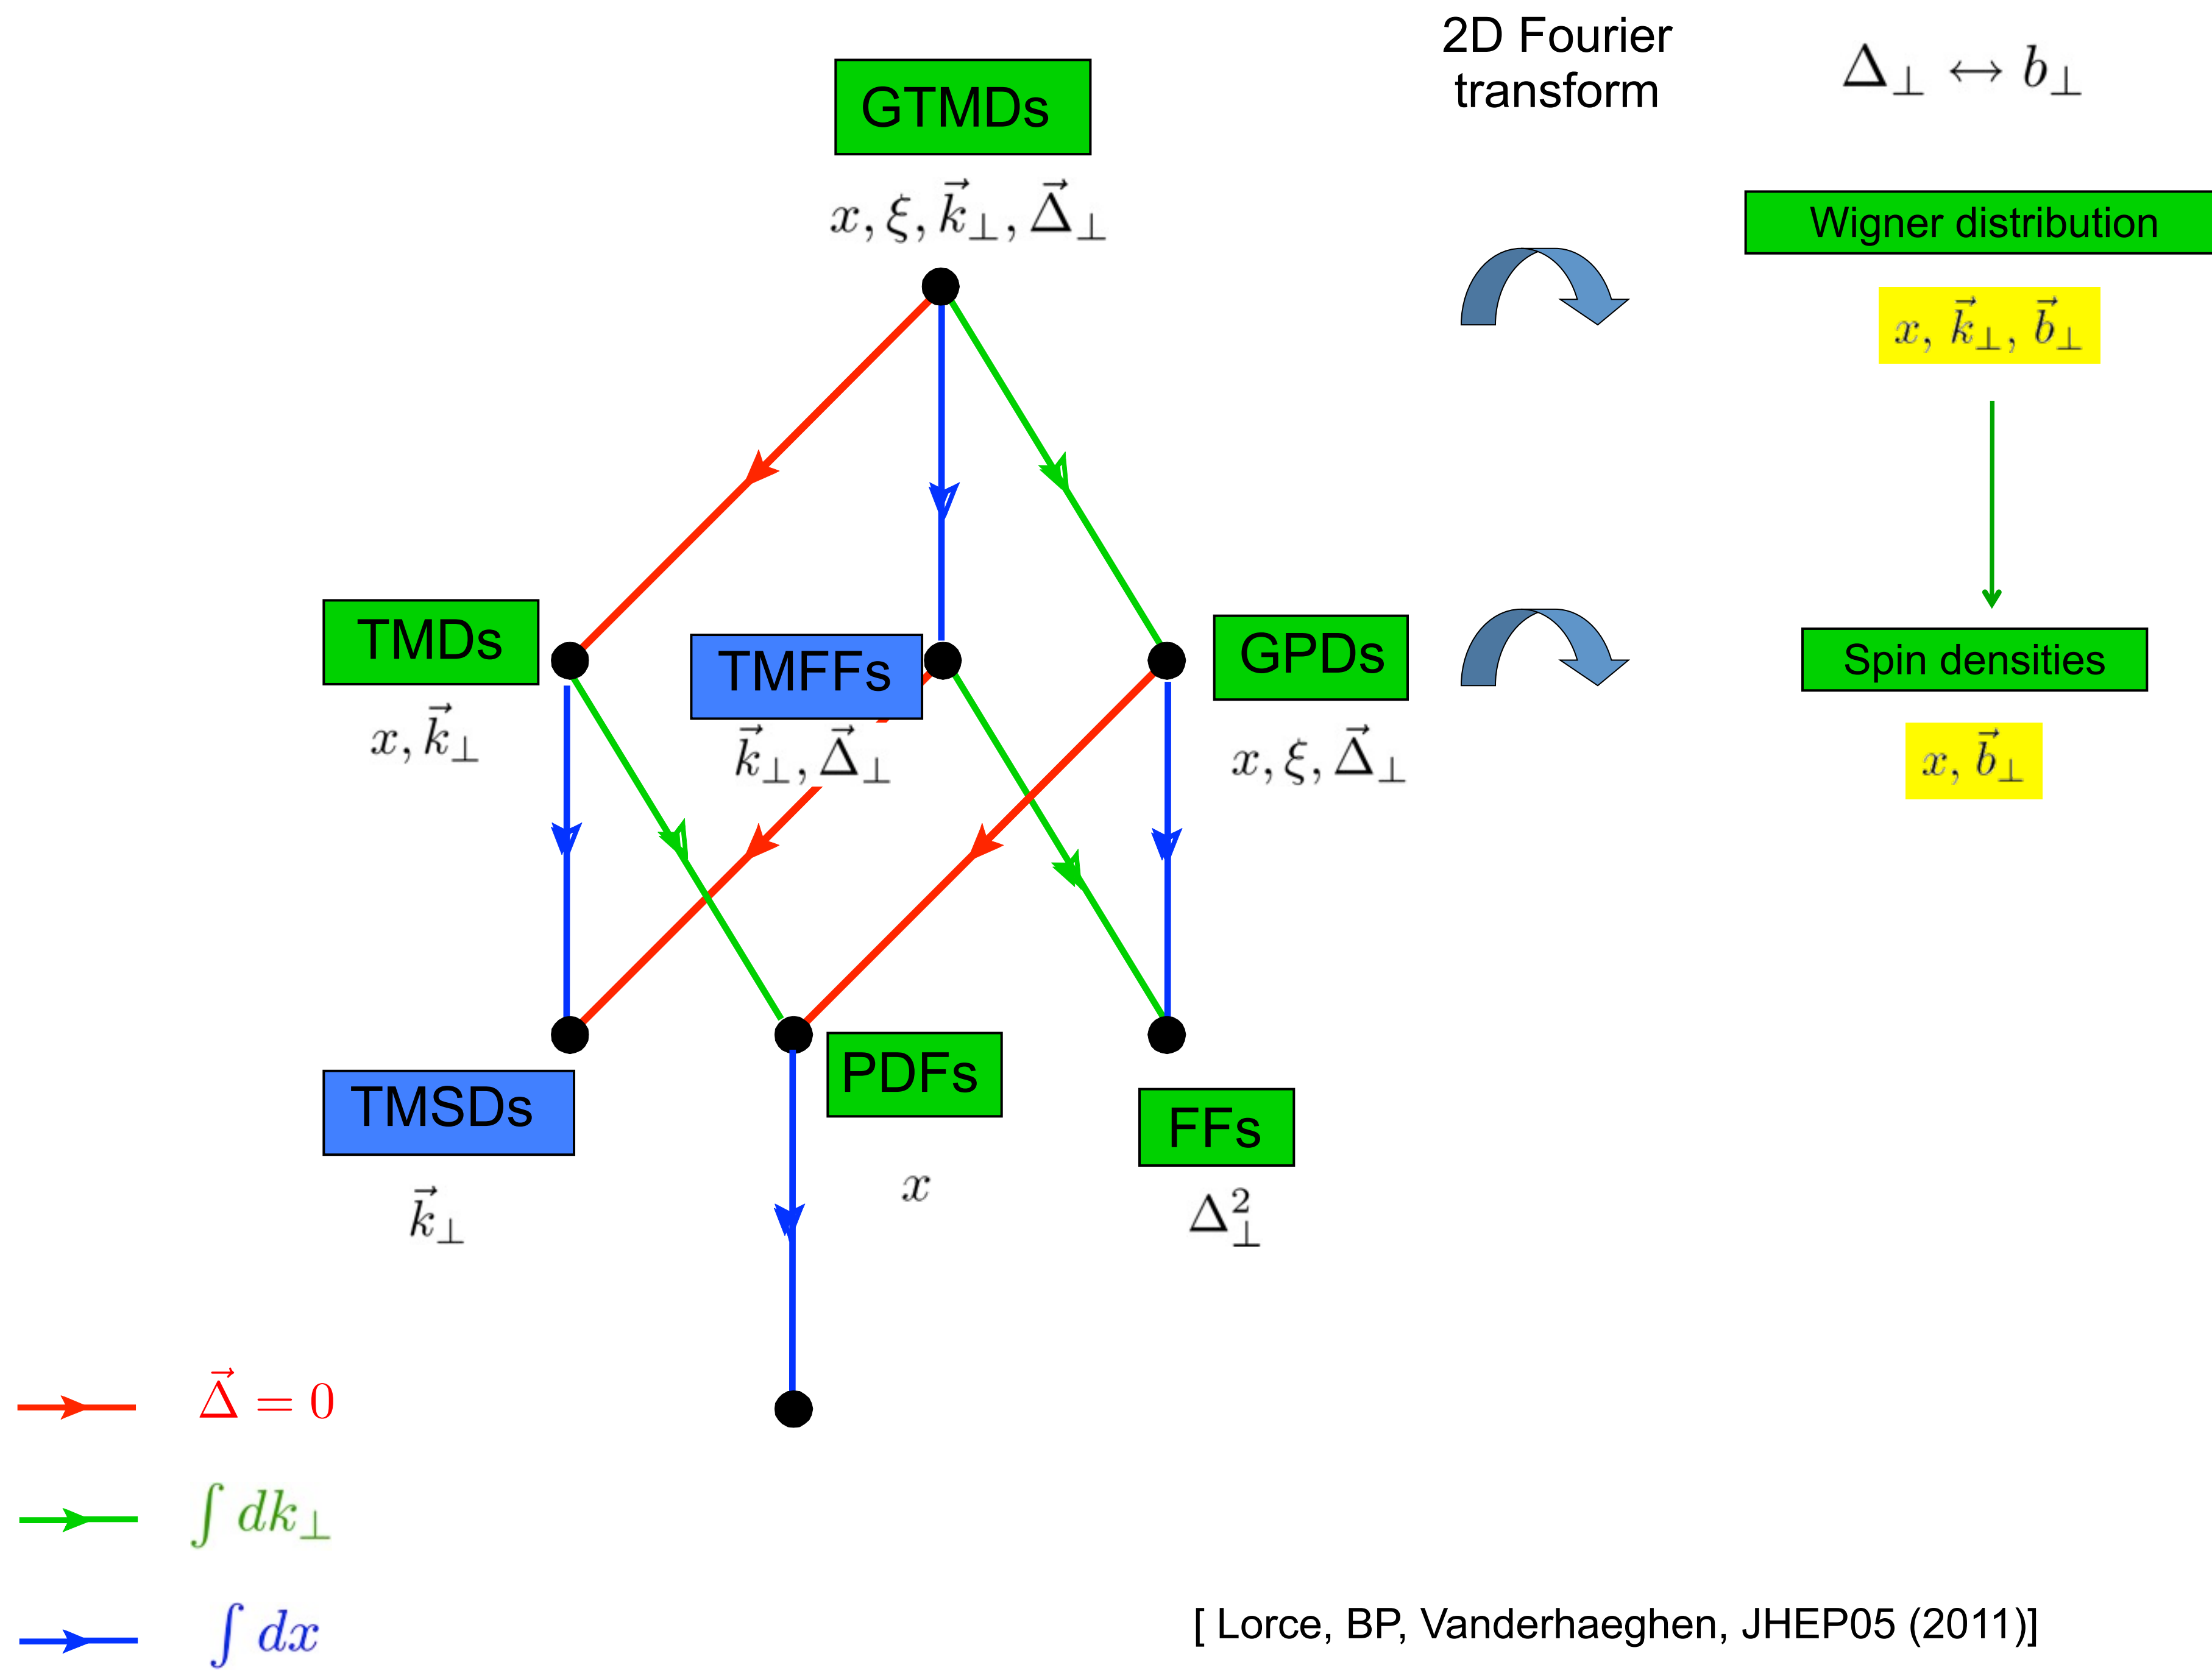 2D Fourier
transform
Δ⊥ ↔ b⊥
GTMDs
x, ξ, k⃗⊥, Δ⃗⊥
Wigner distribution
x, k⃗⊥, b⃗⊥
TMDs
x, k⃗⊥
TMFFs
k⃗⊥, Δ⃗⊥
GPDs
x, ξ, Δ⃗⊥
Spin densities
x, b⃗⊥
TMSDs
k⃗⊥
PDFs
x
FFs
Δ²⊥
Δ⃗ = 0
∫ dk⊥
∫ dx
[ Lorce, BP, Vanderhaeghen, JHEP05 (2011)]